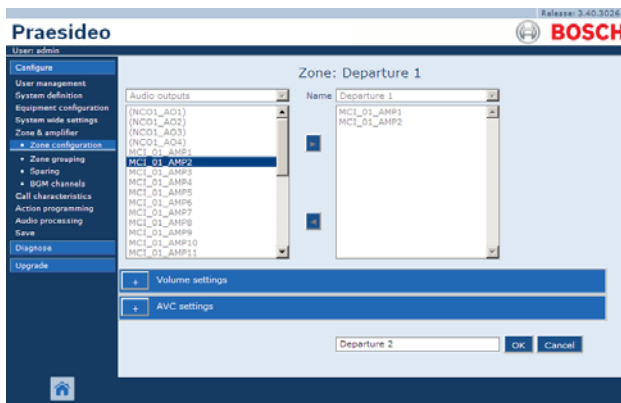 Release: 3.40.3024
Praesideo
BOSCH
User: admin
Configure
User management
System definition
Equipment configuration
System wide settings
Zone & amplifier
• Zone configuration
• Zone grouping
• Sparing
• BGM channels
Call characteristics
Action programming
Audio processing
Save
Diagnose
Upgrade
Zone: Departure 1
Audio outputs
(NCO1_AO1)
(NCO1_AO2)
(NCO1_AO3)
(NCO1_AO4)
MCI_01_AMP1
MCI_01_AMP2
MCI_01_AMP3
MCI_01_AMP4
MCI_01_AMP5
MCI_01_AMP6
MCI_01_AMP7
MCI_01_AMP8
MCI_01_AMP9
MCI_01_AMP10
MCI_01_AMP11
Name Departure 1
MCI_01_AMP1
MCI_01_AMP2
+ Volume settings
+ AVC settings
Departure 2 OK Cancel